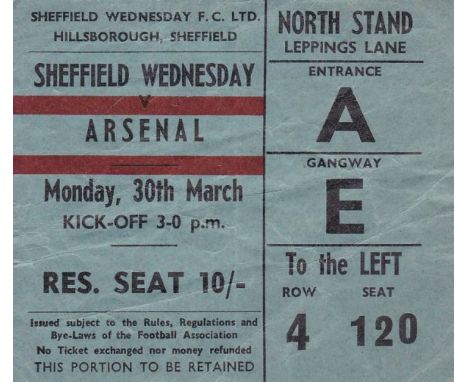 SHEFFIELD WEDNESDAY F.C. LTD.
HILLSBOROUGH, SHEFFIELD
SHEFFIELD WEDNESDAY
v
ARSENAL
Monday, 30th March
KICK-OFF 3-0 p.m.
RES. SEAT 10/-
Issued subject to the Rules, Regulations and
Bye-Laws of the Football Association
No Ticket exchanged nor money refunded
THIS PORTION TO BE RETAINED
NORTH STAND
LEPPINGS LANE
ENTRANCE
A
GANGWAY
E
To the LEFT
ROW SEAT
4 120